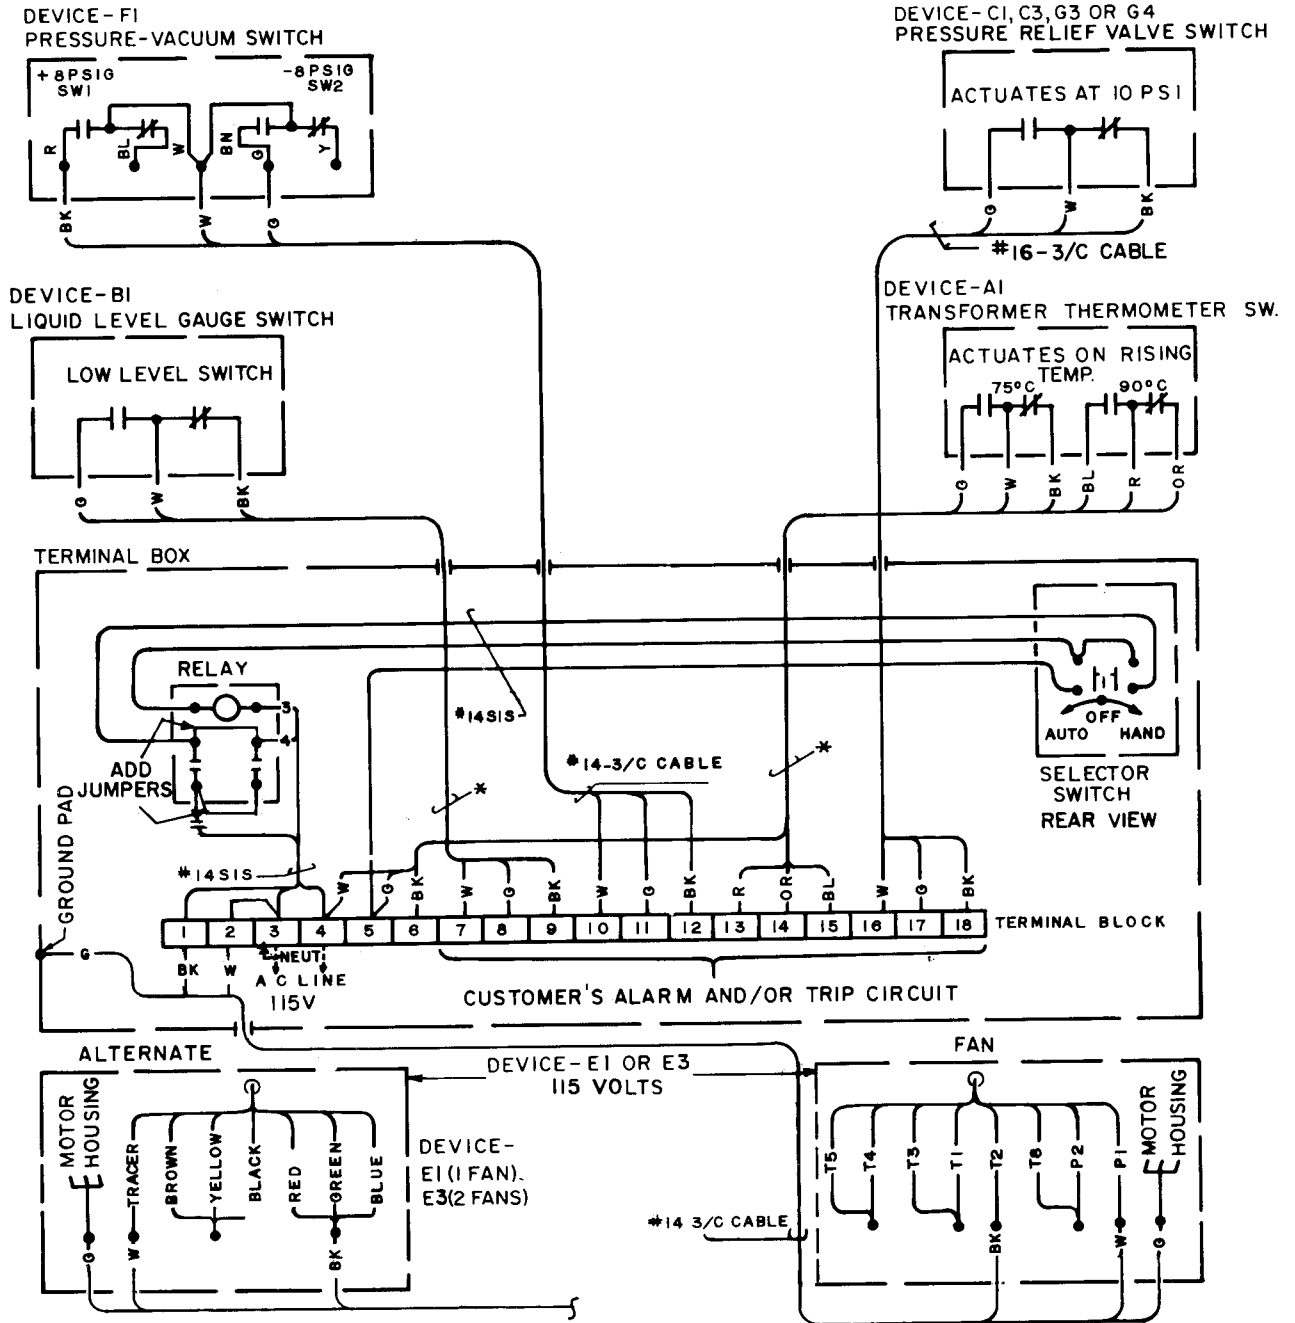 DEVICE-F1
PRESSURE-VACUUM SWITCH
+8PSIG
SW1
-8PSIG
SW2
R
BL
W
BN
G
Y
BK
W
G
DEVICE-C1, C3, G3 OR G4
PRESSURE RELIEF VALVE SWITCH
ACTUATES AT 10 PSI
G
W
BK
#16-3/C CABLE
DEVICE-B1
LIQUID LEVEL GAUGE SWITCH
LOW LEVEL SWITCH
G
W
BK
DEVICE-A1
TRANSFORMER THERMOMETER SW.
ACTUATES ON RISING
TEMP.
75°C
90°C
G
W
BK
BL
R
OR
TERMINAL BOX
RELAY
3
4
ADD
JUMPERS
#14SIS
*
#14-3/C CABLE
*
AUTO
OFF
HAND
SELECTOR
SWITCH
REAR VIEW
GROUND PAD
#14SIS
W
G
BK
W
G
BK
W
G
BK
R
OR
BL
W
G
BK
1 2 3 4 5 6 7 8 9 10 11 12 13 14 15 16 17 18
TERMINAL BLOCK
G
BK
W
NEUT
AC LINE
115V
CUSTOMER'S ALARM AND/OR TRIP CIRCUIT
ALTERNATE
DEVICE-E1 OR E3
115 VOLTS
FAN
MOTOR
HOUSING
TRACER
BROWN
YELLOW
BLACK
RED
GREEN
BLUE
G
W
BK
DEVICE-
E1 (1 FAN).
E3(2 FANS)
#14 3/C CABLE
T5
T4
T3
T1
T2
T8
P2
P1
MOTOR
HOUSING
BK
W
G